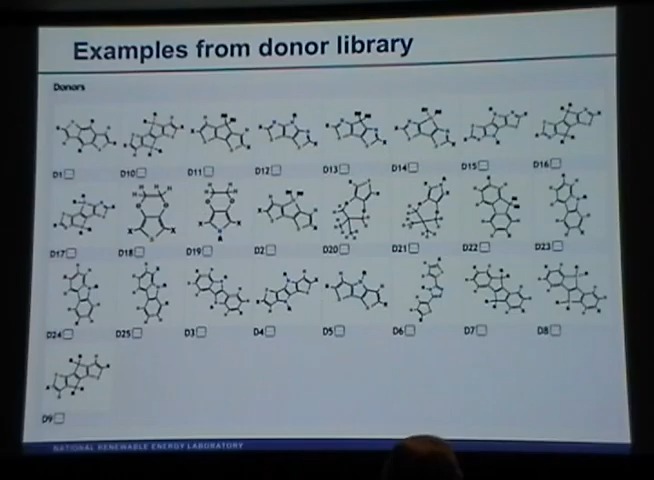 Examples from donor library
Donors
D1 D10 D11 D12 D13 D14 D15 D16
D17 D18 D19 D2 D20 D21 D22 D23
D24 D25 D3 D4 D5 D6 D7 D8
D9
NATIONAL RENEWABLE ENERGY LABORATORY